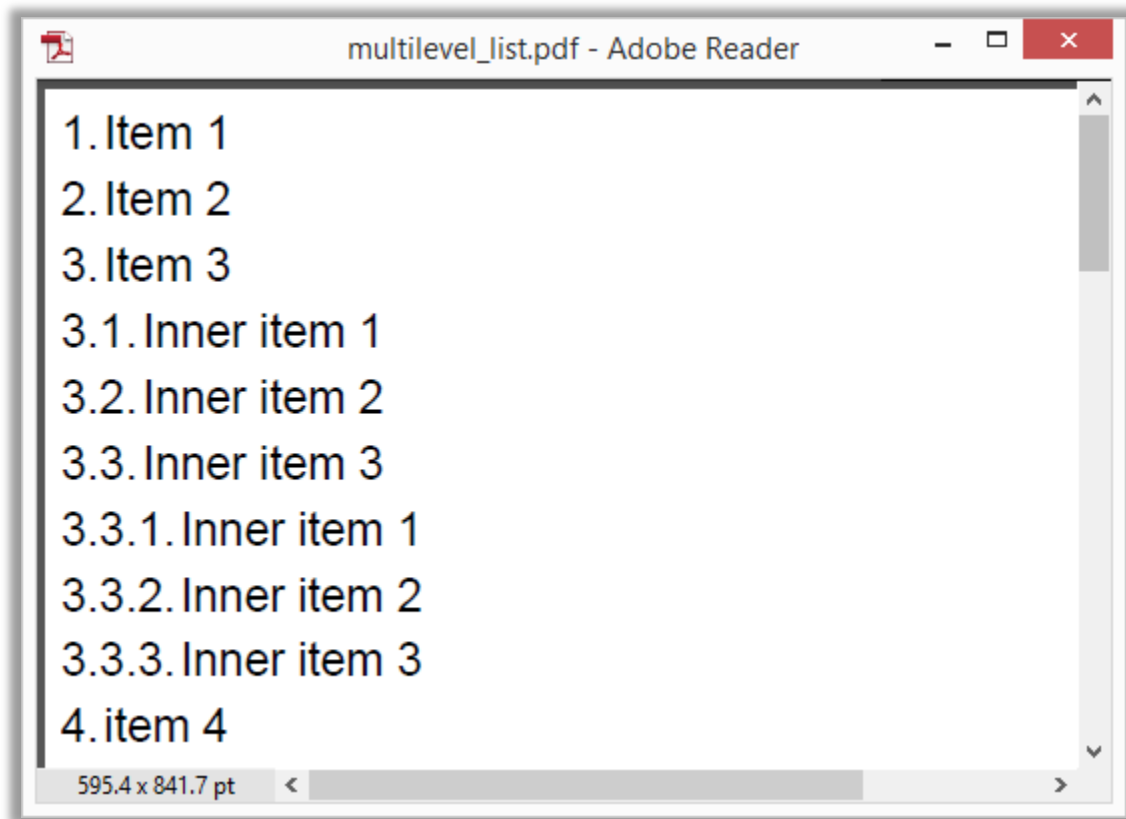 multilevel_list.pdf - Adobe Reader
1. Item 1
2. Item 2
3. Item 3
3.1. Inner item 1
3.2. Inner item 2
3.3. Inner item 3
3.3.1. Inner item 1
3.3.2. Inner item 2
3.3.3. Inner item 3
4. item 4
595.4 x 841.7 pt